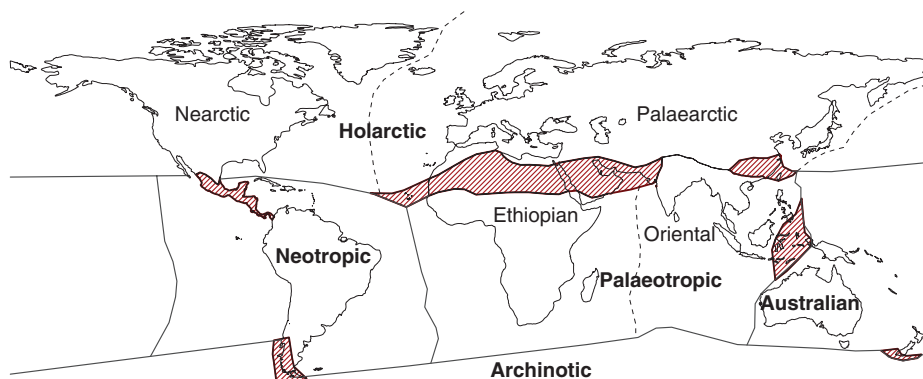 Nearctic
Palaearctic
Holarctic
Ethiopian
Oriental
Neotropic
Palaeotropic
Australian
Archinotic